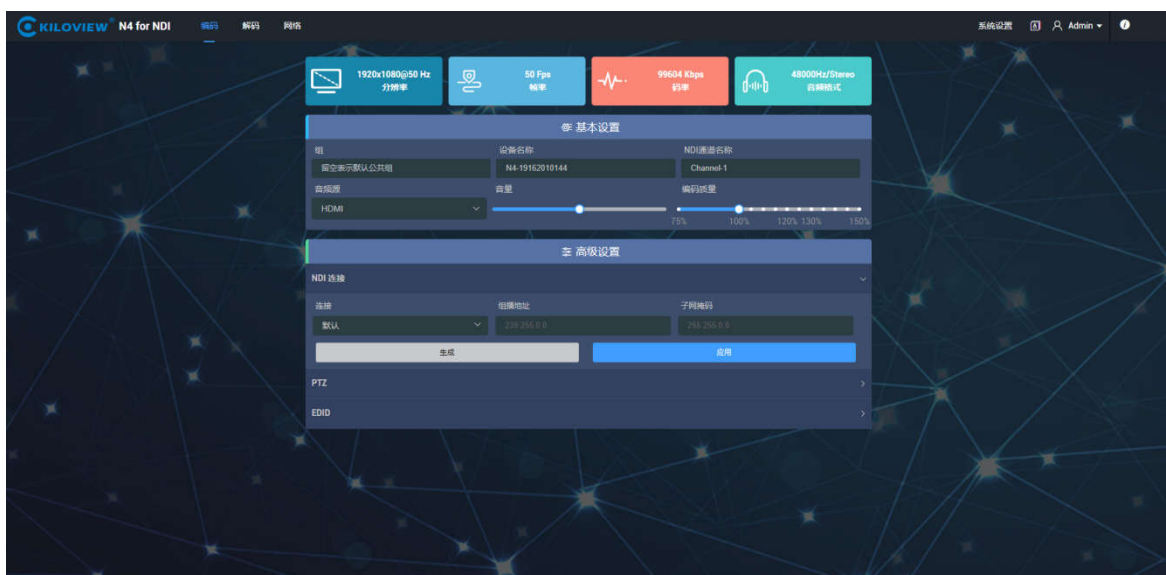 KILOVIEW® N4 for NDI 编码 解码 网络 系统设置 A Admin
1920x1080@50 Hz 50 Fps 99604 Kbps 48000Hz/Stereo
分辨率 帧率 码率 音频格式
基本设置
组 设备名称 NDI通道名称
留空表示默认公共组 N4-19162010144 Channel-1
音频源 音量 编码质量
HDMI
75% 100% 120% 130% 150%
高级设置
NDI 连接
连接 组播地址 子网掩码
默认 239.255.0.0 255.255.0.0
生成 应用
PTZ
EDID